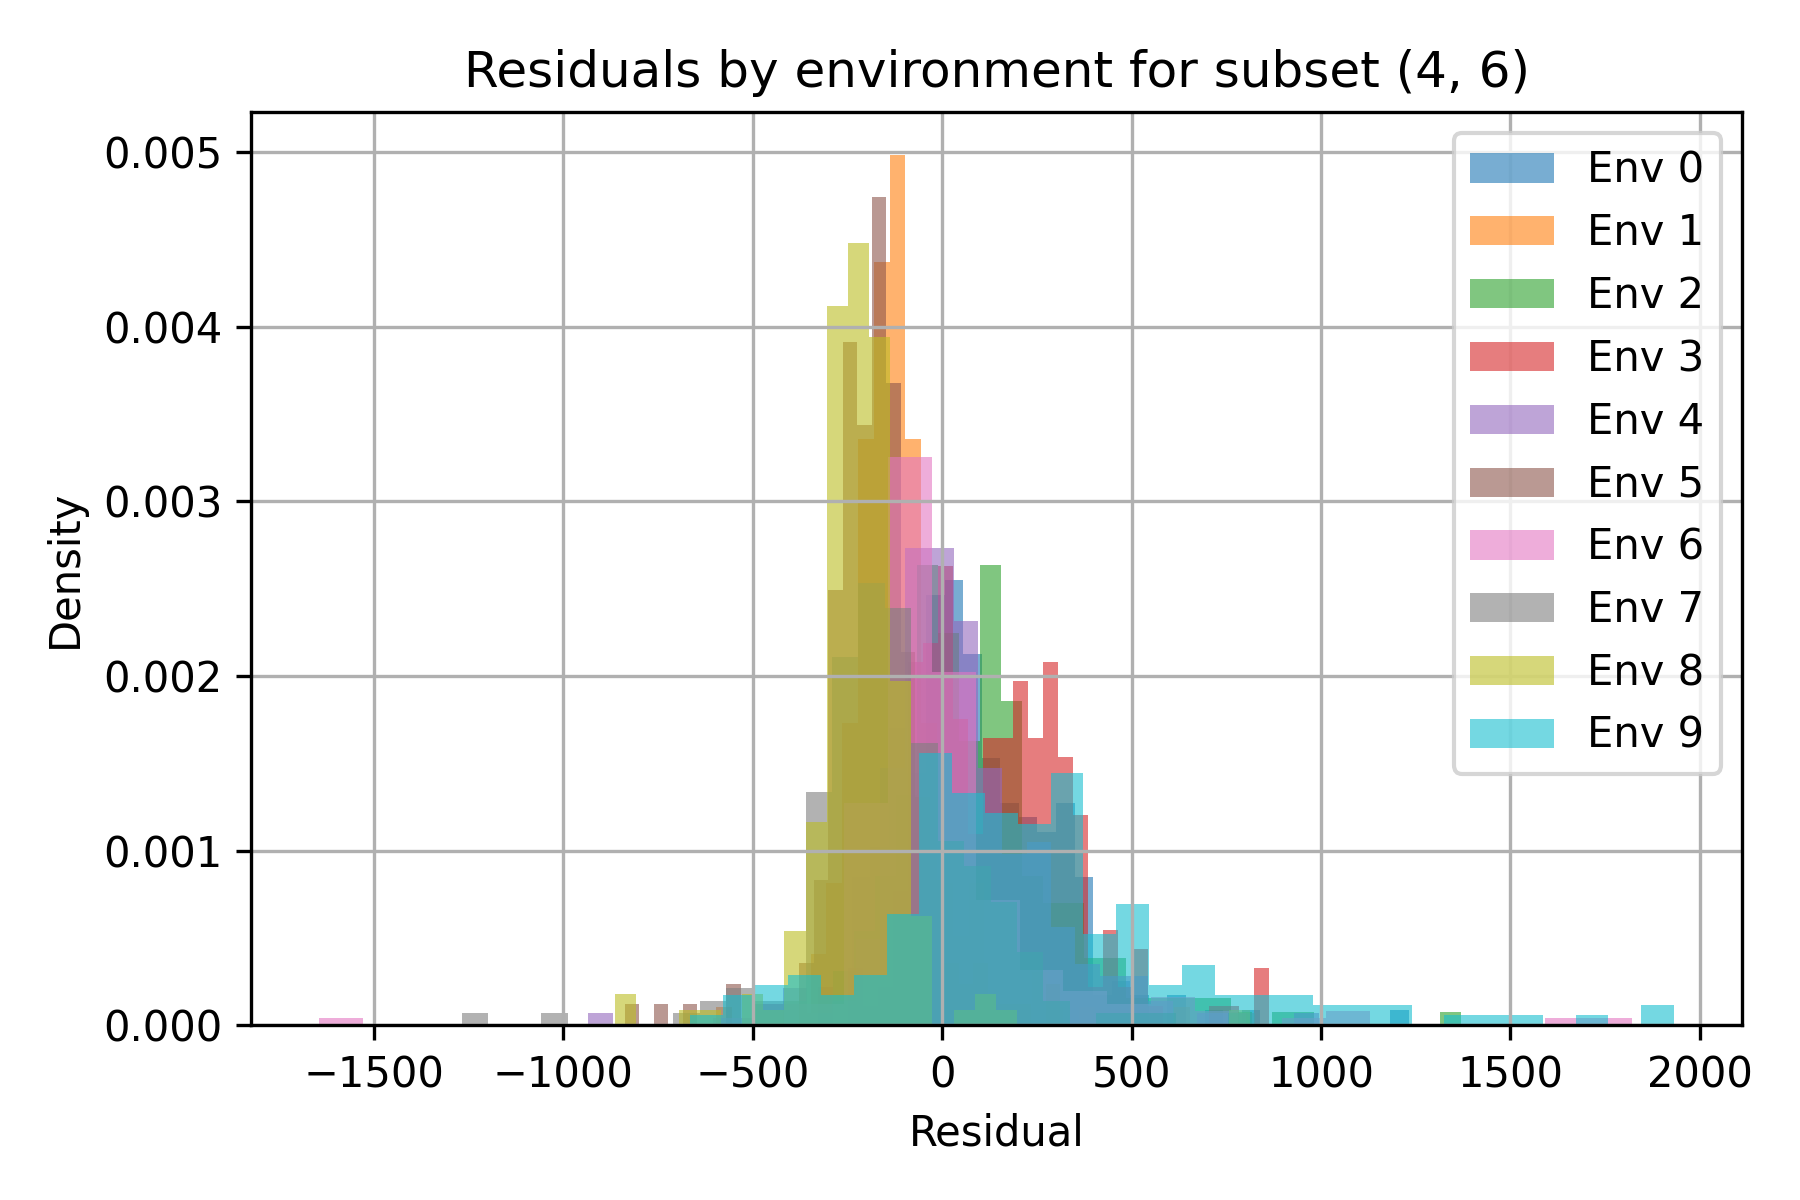 Residuals by environment for subset (4, 6)
0.005
0.004
0.003
0.002
0.001
0.000
Density
−1500
−1000
−500
0
500
1000
1500
2000
Residual
Env 0
Env 1
Env 2
Env 3
Env 4
Env 5
Env 6
Env 7
Env 8
Env 9